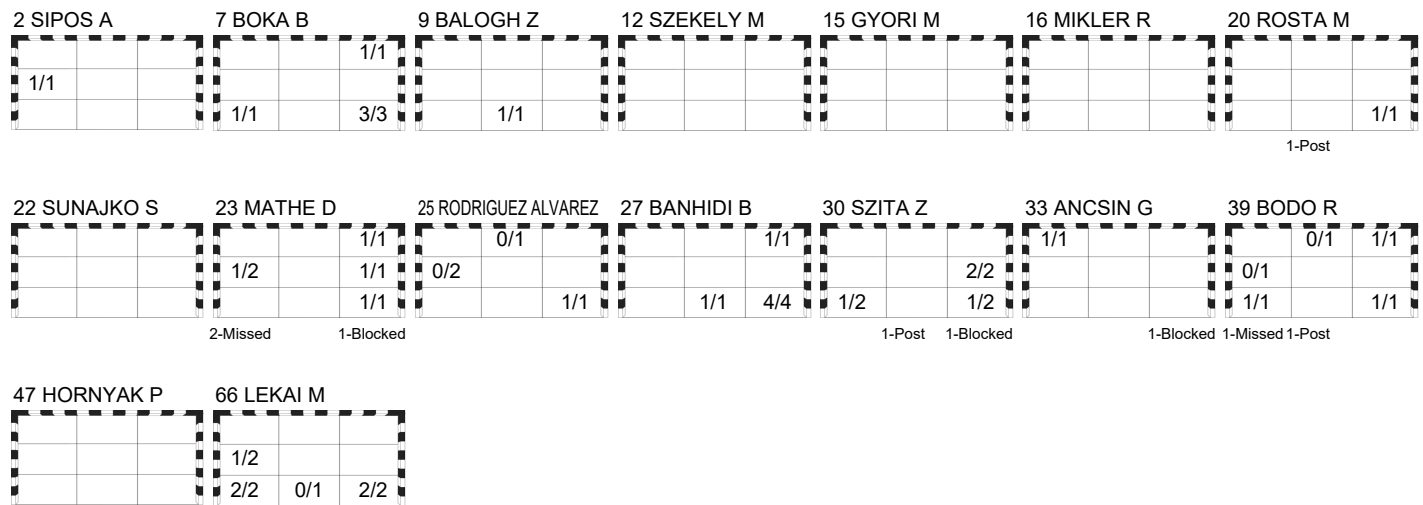 2 SIPOS A 7 BOKA B 9 BALOGH Z 12 SZEKELY M 15 GYORI M 16 MIKLER R 20 ROSTA M
1/1
1/1
1/1 3/3 1/1 1/1
1-Post
22 SUNAJKO S 23 MATHE D 25 RODRIGUEZ ALVAREZ 27 BANHIDI B 30 SZITA Z 33 ANCSIN G 39 BODO R
1/1 0/1 1/1 1/1 0/1 1/1
1/2 1/1 0/2 2/2 0/1
1/1 1/1 1/1 4/4 1/2 1/2 1/1 1/1
2-Missed 1-Blocked 1-Post 1-Blocked 1-Blocked 1-Missed 1-Post
47 HORNYAK P 66 LEKAI M
1/2
2/2 0/1 2/2